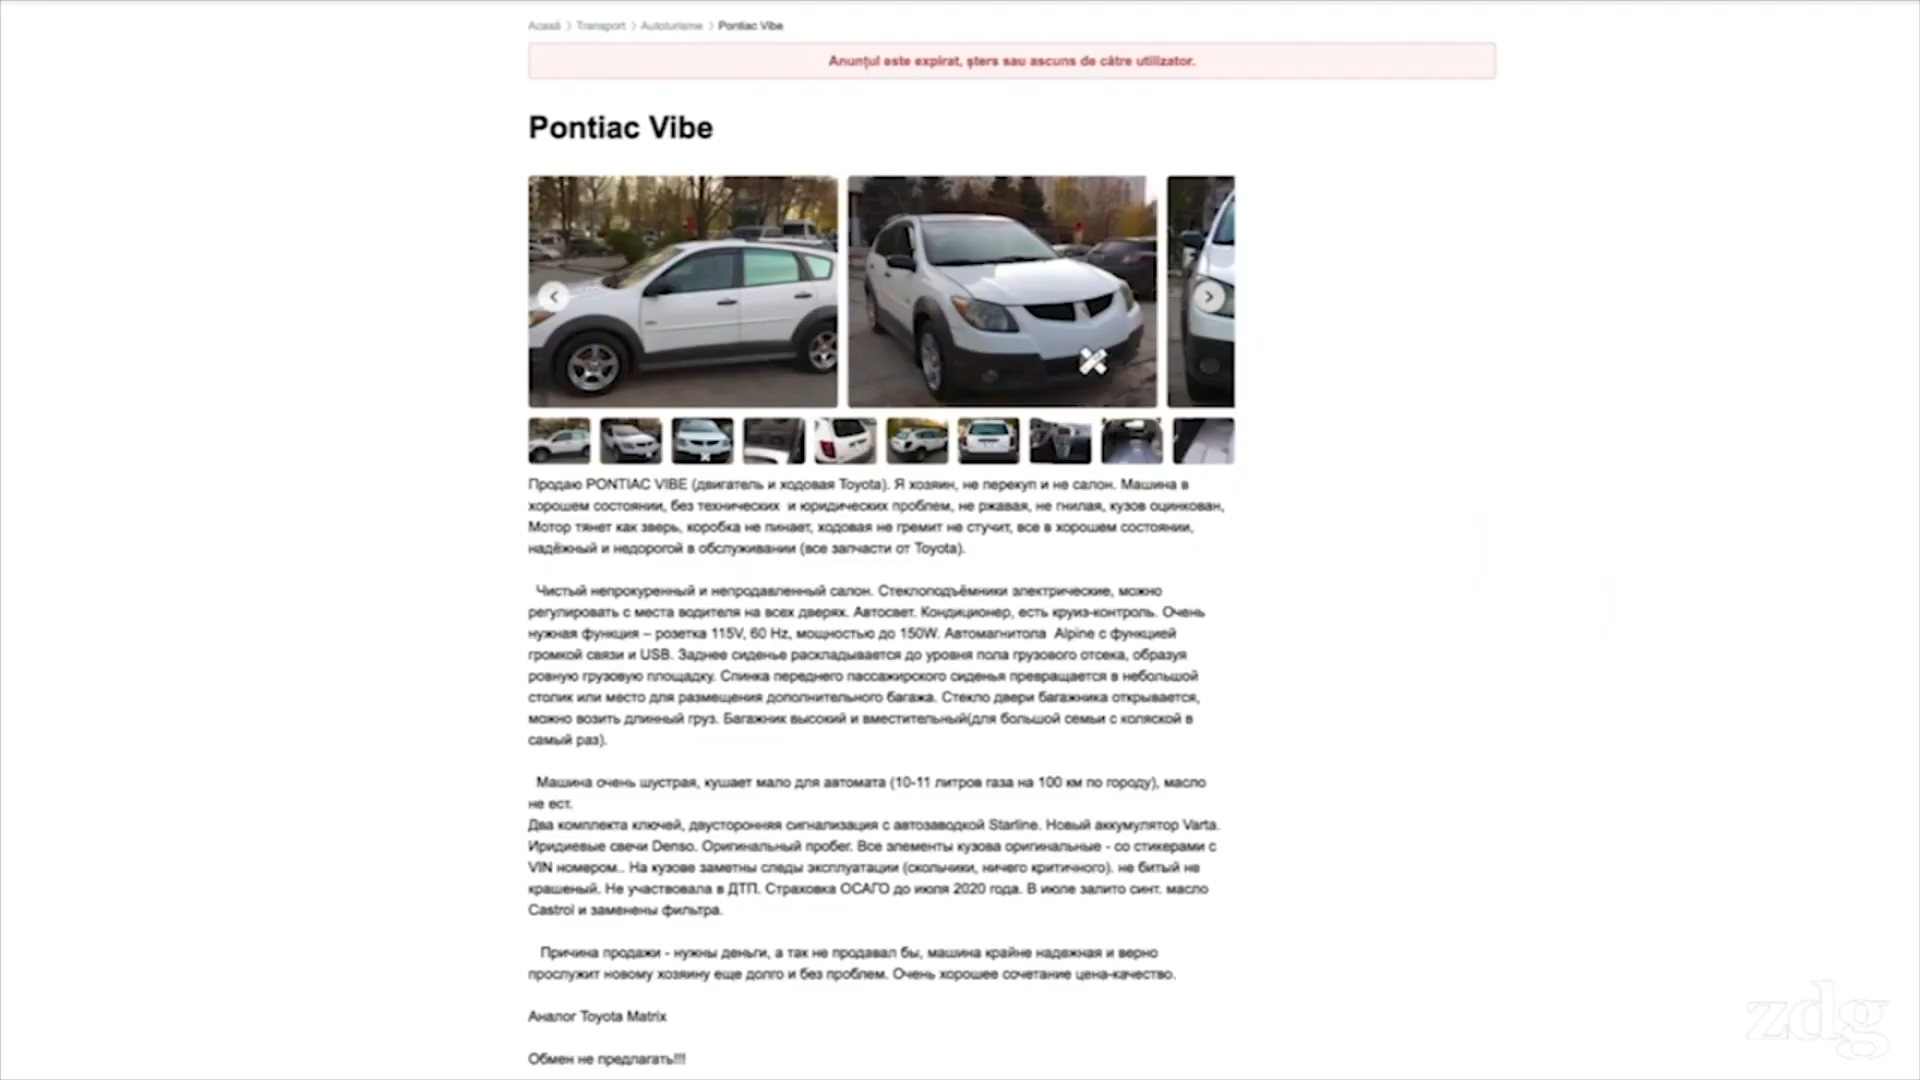 Acasă > Transport > Autoturisme > Pontiac Vibe
Anunțul este expirat, șters sau ascuns de către utilizator.
Pontiac Vibe
Продаю PONTIAC VIBE (двигатель и ходовая Toyota). Я хозяин, не перекуп и не салон. Машина в
хорошем состоянии, без технических и юридических проблем, не ржавая, не гнилая, кузов оцинкован,
Мотор тянет как зверь, коробка не пинает, ходовая не гремит не стучит, все в хорошем состоянии,
надёжный и недорогой в обслуживании (все запчасти от Toyota).
Чистый непрокуренный и непродавленный салон. Стеклоподъёмники электрические, можно
регулировать с места водителя на всех дверях. Автосвет. Кондиционер, есть круиз-контроль. Очень
нужная функция – розетка 115V, 60 Hz, мощностью до 150W. Автомагнитола Alpine с функцией
громкой связи и USB. Заднее сиденье раскладывается до уровня пола грузового отсека, образуя
ровную грузовую площадку. Спинка переднего пассажирского сиденья превращается в небольшой
столик или место для размещения дополнительного багажа. Стекло двери багажника открывается,
можно возить длинный груз. Багажник высокий и вместительный(для большой семьи с коляской в
самый раз).
Машина очень шустрая, кушает мало для автомата (10-11 литров газа на 100 км по городу), масло
не ест.
Два комплекта ключей, двусторонняя сигнализация с автозаводкой Starline. Новый аккумулятор Varta.
Иридиевые свечи Denso. Оригинальный пробег. Все элементы кузова оригинальные - со стикерами с
VIN номером.. На кузове заметны следы эксплуатации (скольчики, ничего критичного). не битый не
крашеный. Не участвовала в ДТП. Страховка ОСАГО до июля 2020 года. В июле залито синт. масло
Castrol и заменены фильтра.
Причина продажи - нужны деньги, а так не продавал бы, машина крайне надежная и верно
прослужит новому хозяину еще долго и без проблем. Очень хорошее сочетание цена-качество.
Аналог Toyota Matrix
Обмен не предлагать!!!
zdg